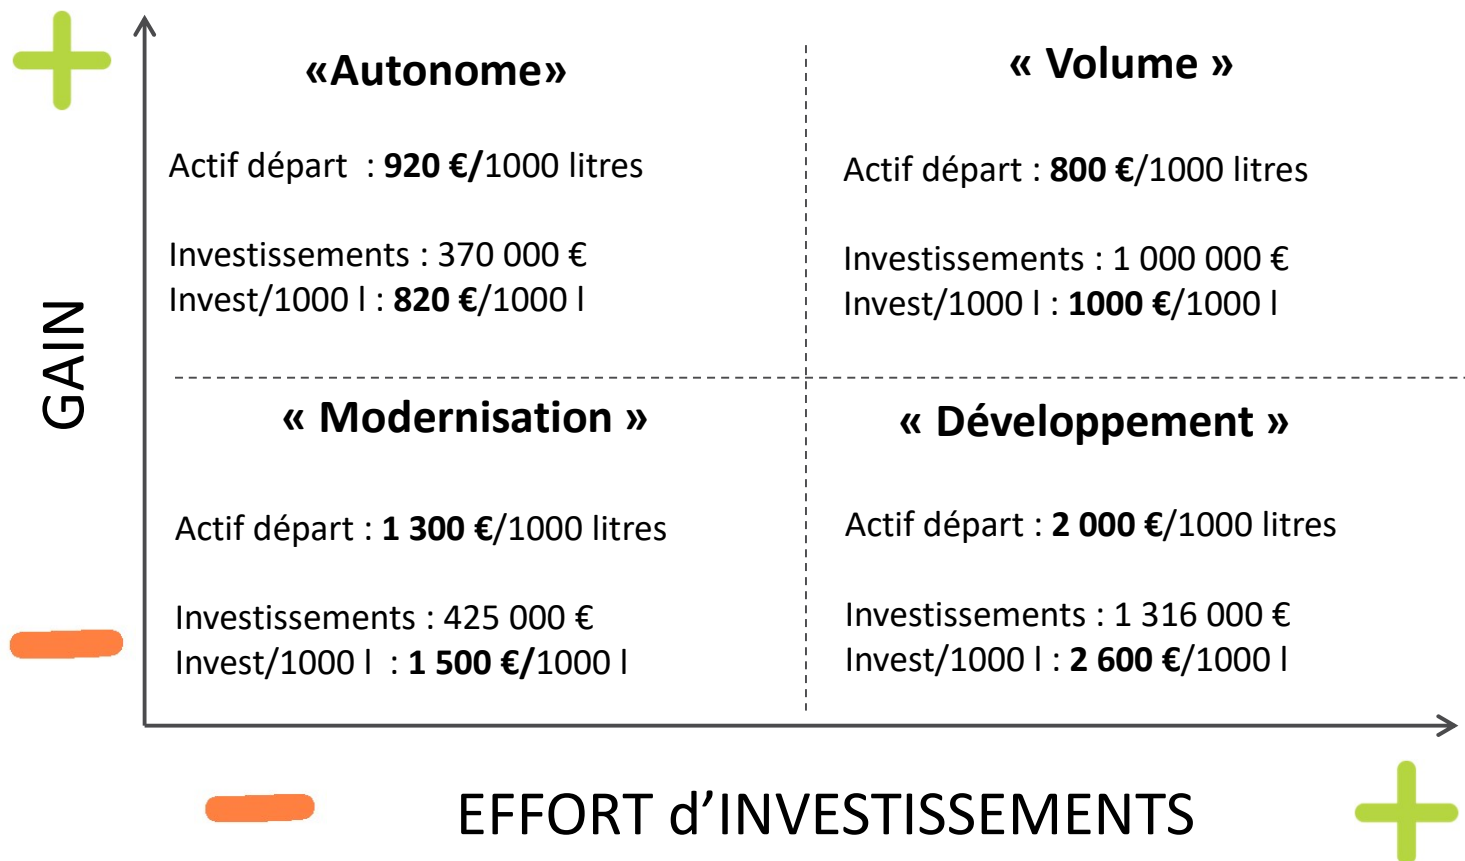 «Autonome»
Actif départ : 920 €/1000 litres
Investissements : 370 000 €
Invest/1000 l : 820 €/1000 l
« Volume »
Actif départ : 800 €/1000 litres
Investissements : 1 000 000 €
Invest/1000 l : 1000 €/1000 l
GAIN
« Modernisation »
Actif départ : 1 300 €/1000 litres
Investissements : 425 000 €
Invest/1000 l : 1 500 €/1000 l
« Développement »
Actif départ : 2 000 €/1000 litres
Investissements : 1 316 000 €
Invest/1000 l : 2 600 €/1000 l
EFFORT d’INVESTISSEMENTS